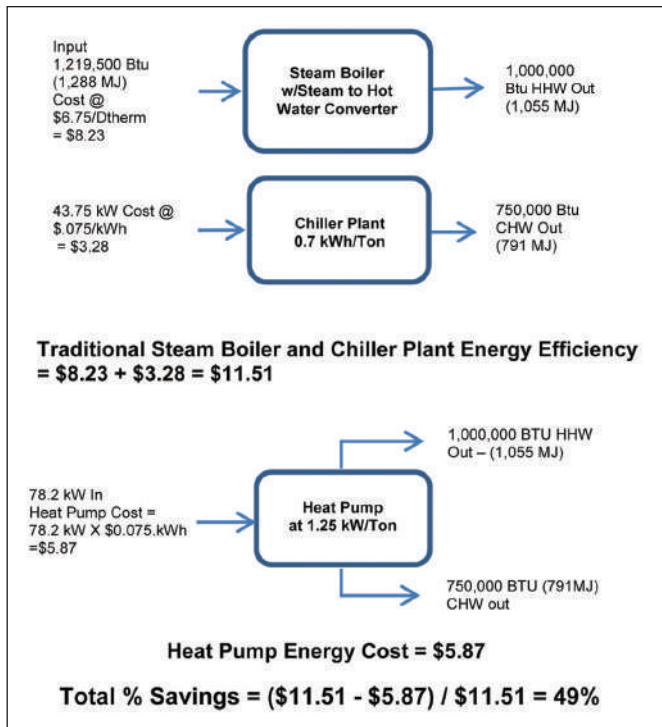 Input
1,219,500 Btu
(1,288 MJ)
Cost @
$6.75/Dtherm
= $8.23
Steam Boiler
w/Steam to Hot
Water Converter
1,000,000
Btu HHW Out
(1,055 MJ)
43.75 kW Cost @
$.075/kWh
= $3.28
Chiller Plant
0.7 kWh/Ton
750,000 Btu
CHW Out
(791 MJ)
Traditional Steam Boiler and Chiller Plant Energy Efficiency
= $8.23 + $3.28 = $11.51
1,000,000 BTU HHW
Out – (1,055 MJ)
78.2 kW In
Heat Pump Cost =
78.2 kW X $0.075.kWh
=$5.87
Heat Pump
at 1.25 kW/Ton
750,000 BTU (791MJ)
CHW out
Heat Pump Energy Cost = $5.87
Total % Savings = ($11.51 - $5.87) / $11.51 = 49%